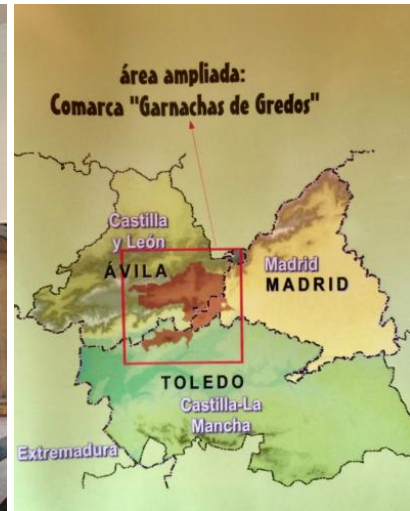 área ampliada:
Comarca "Garnachas de Gredos"
Castilla
y León
ÁVILA
Madrid
MADRID
TOLEDO
Castilla-La
Mancha
Extremadura